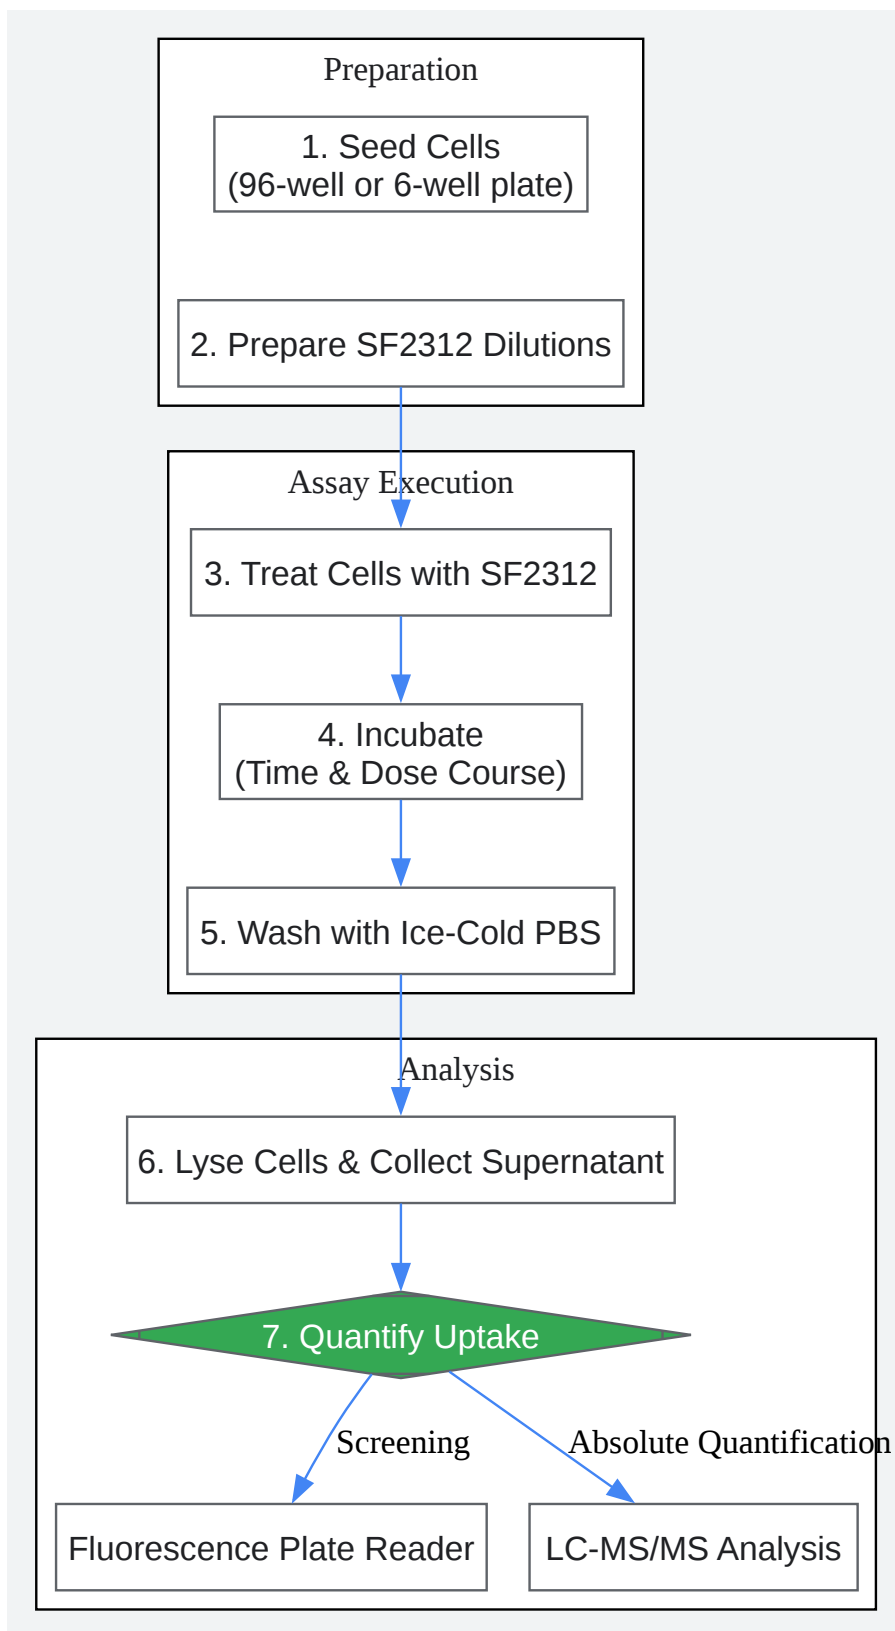 Preparation
1. Seed Cells
(96-well or 6-well plate)
2. Prepare SF2312 Dilutions
Assay Execution
3. Treat Cells with SF2312
4. Incubate
(Time & Dose Course)
5. Wash with Ice-Cold PBS
Analysis
6. Lyse Cells & Collect Supernatant
7. Quantify Uptake
Screening
Absolute Quantification
Fluorescence Plate Reader
LC-MS/MS Analysis